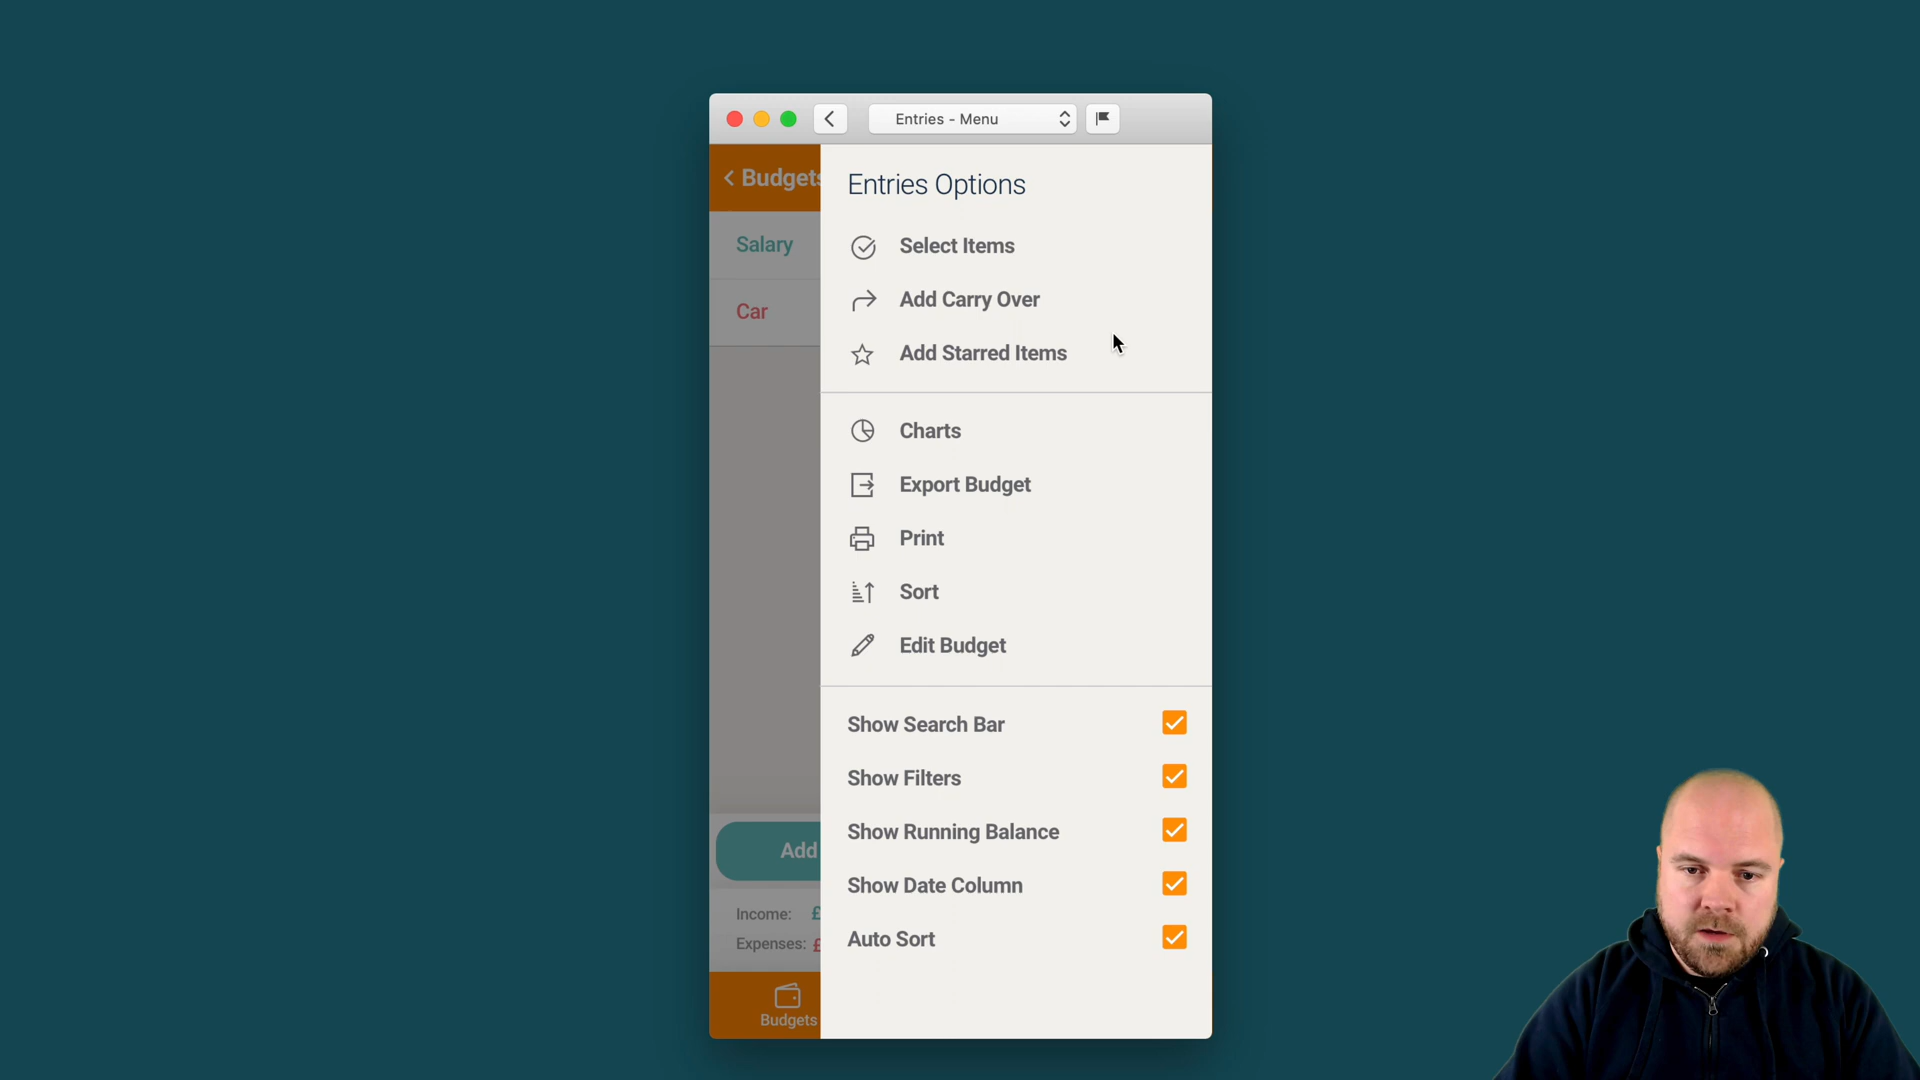 Entries - Menu
Budgets
Entries Options
Salary
Select Items
Add Carry Over
Car
Add Starred Items
Charts
Export Budget
Print
Sort
Edit Budget
Show Search Bar
Show Filters
Show Running Balance
Add
Show Date Column
Income: £
Expenses: £
Auto Sort
Budgets